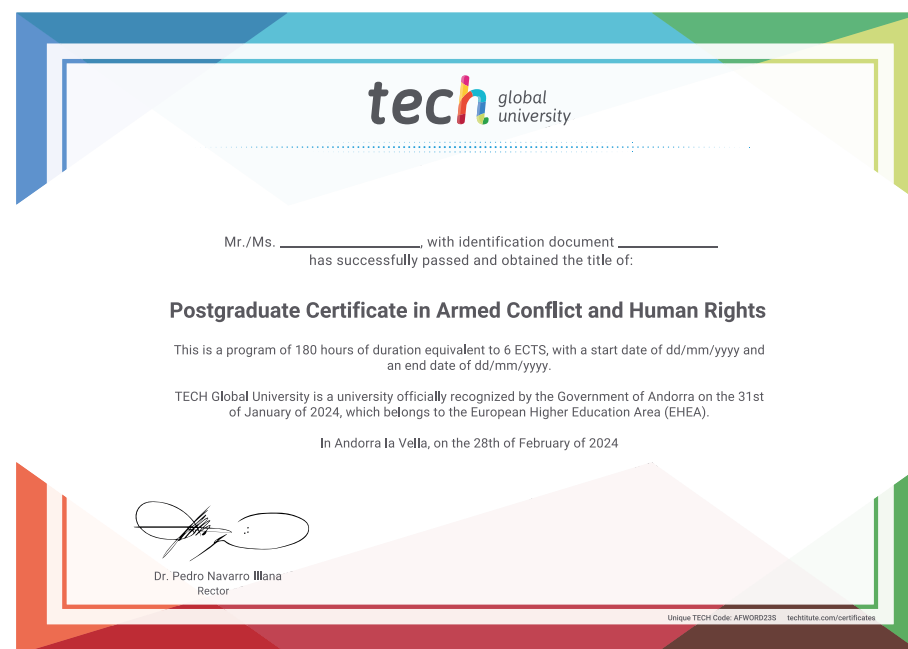 tech global
university
Mr./Ms. ____________, with identification document ____________
has successfully passed and obtained the title of:
Postgraduate Certificate in Armed Conflict and Human Rights
This is a program of 180 hours of duration equivalent to 6 ECTS, with a start date of dd/mm/yyyy and
an end date of dd/mm/yyyy.
TECH Global University is a university officially recognized by the Government of Andorra on the 31st
of January of 2024, which belongs to the European Higher Education Area (EHEA).
In Andorra la Vella, on the 28th of February of 2024
Dr. Pedro Navarro Illana
Rector
Unique TECH Code: AFWORD23S techtitute.com/certificates